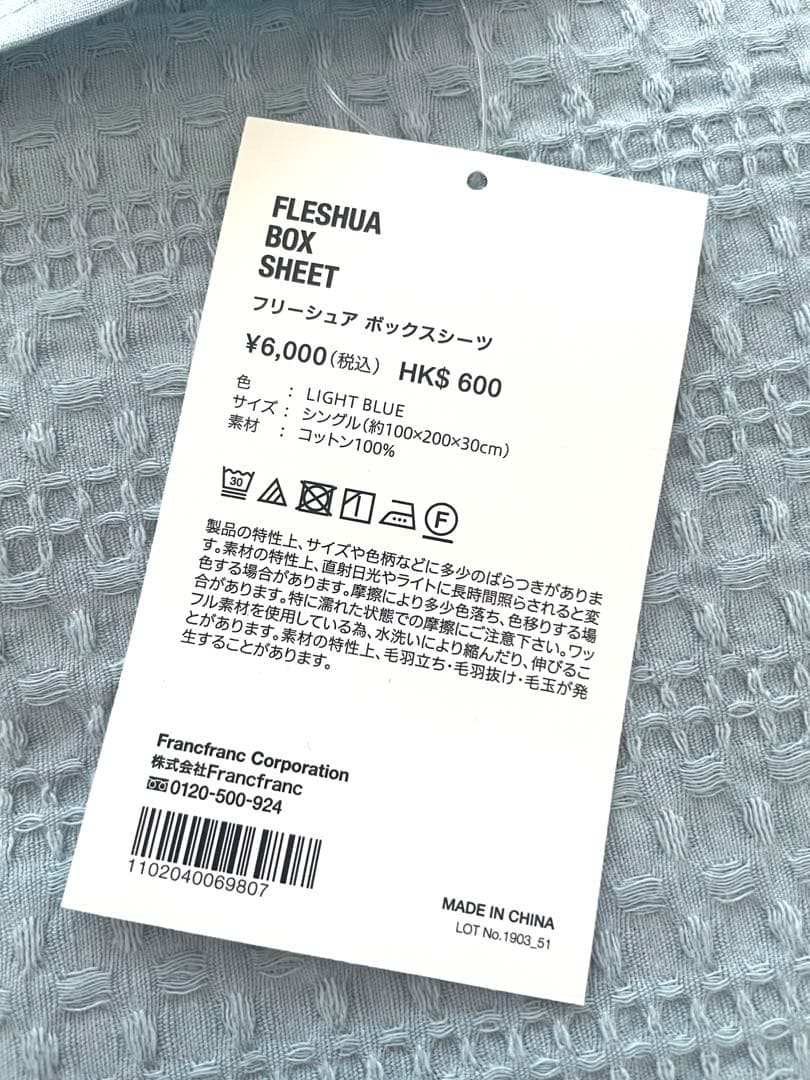 FLESHUA
BOX
SHEET
フリーシュア ボックスシーツ
¥6,000(税込) HK$ 600
色 : LIGHT BLUE
サイズ : シングル(約100×200×30cm)
素材 : コットン100%
30 F
製品の特性上、サイズや色柄などに多少のばらつきがありま
す。素材の特性上、直射日光やライトに長時間照らされると変
色する場合があります。摩擦により多少色落ち、色移りする場
合があります。特に濡れた状態での摩擦にご注意下さい。ワッ
フル素材を使用している為、水洗いにより縮んだり、伸びるこ
とがあります。素材の特性上、毛羽立ち・毛羽抜け・毛玉が発
生することがあります。
Francfranc Corporation
株式会社Francfranc
0120-500-924
1102040069807
MADE IN CHINA
LOT No.1903_51